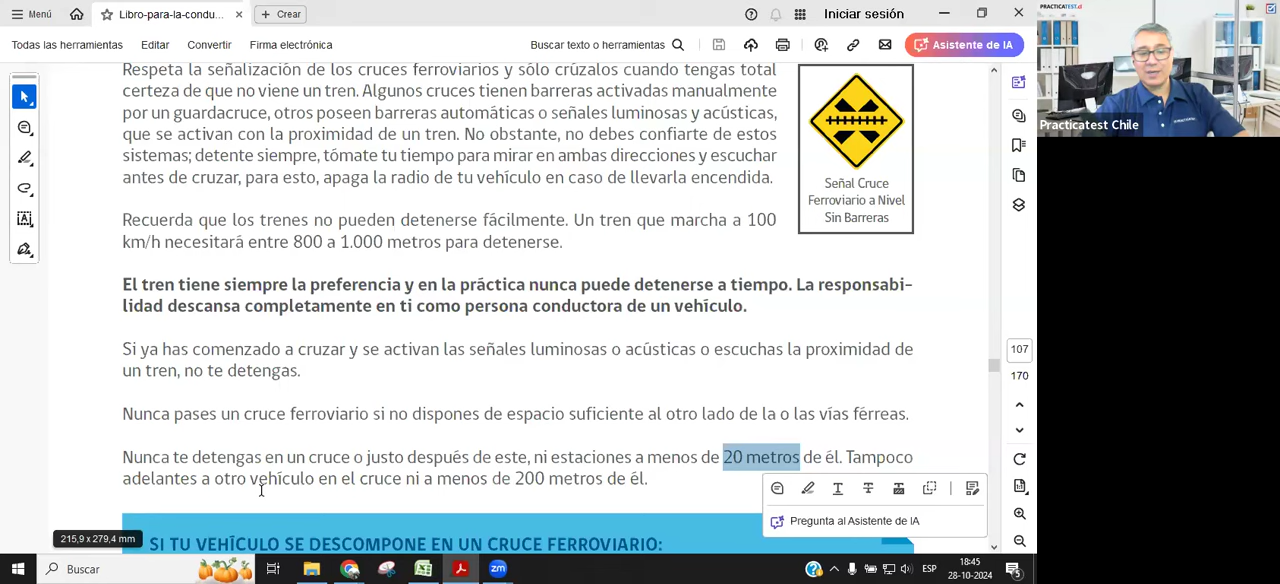 Menú
Libro-para-la-condu...
Crear
Iniciar sesión
Todas las herramientas
Editar
Convertir
Firma electrónica
Buscar texto o herramientas
Asistente de IA
Respeta la señalización de los cruces ferroviarios y sólo crúzalos cuando tengas total
certeza de que no viene un tren. Algunos cruces tienen barreras activadas manualmente
por un guardacruce, otros poseen barreras automáticas o señales luminosas y acústicas,
que se activan con la proximidad de un tren. No obstante, no debes confiarte de estos
sistemas; detente siempre, tómate tu tiempo para mirar en ambas direcciones y escuchar
antes de cruzar, para esto, apaga la radio de tu vehículo en caso de llevarla encendida.
Señal Cruce
Ferroviario a Nivel
Sin Barreras
Recuerda que los trenes no pueden detenerse fácilmente. Un tren que marcha a 100
km/h necesitará entre 800 a 1.000 metros para detenerse.
El tren tiene siempre la preferencia y en la práctica nunca puede detenerse a tiempo. La responsabi-
lidad descansa completamente en ti como persona conductora de un vehículo.
Si ya has comenzado a cruzar y se activan las señales luminosas o acústicas o escuchas la proximidad de
un tren, no te detengas.
Nunca pases un cruce ferroviario si no dispones de espacio suficiente al otro lado de la o las vías férreas.
Nunca te detengas en un cruce o justo después de este, ni estaciones a menos de 20 metros de él. Tampoco
adelantes a otro vehículo en el cruce ni a menos de 200 metros de él.
Pregunta al Asistente de IA
215,9 x 279,4 mm
SI TU VEHÍCULO SE DESCOMPONE EN UN CRUCE FERROVIARIO:
107
170
PRACTICATEST.cl
Practicatest Chile
Buscar
ESP
18:45
28-10-2024
5